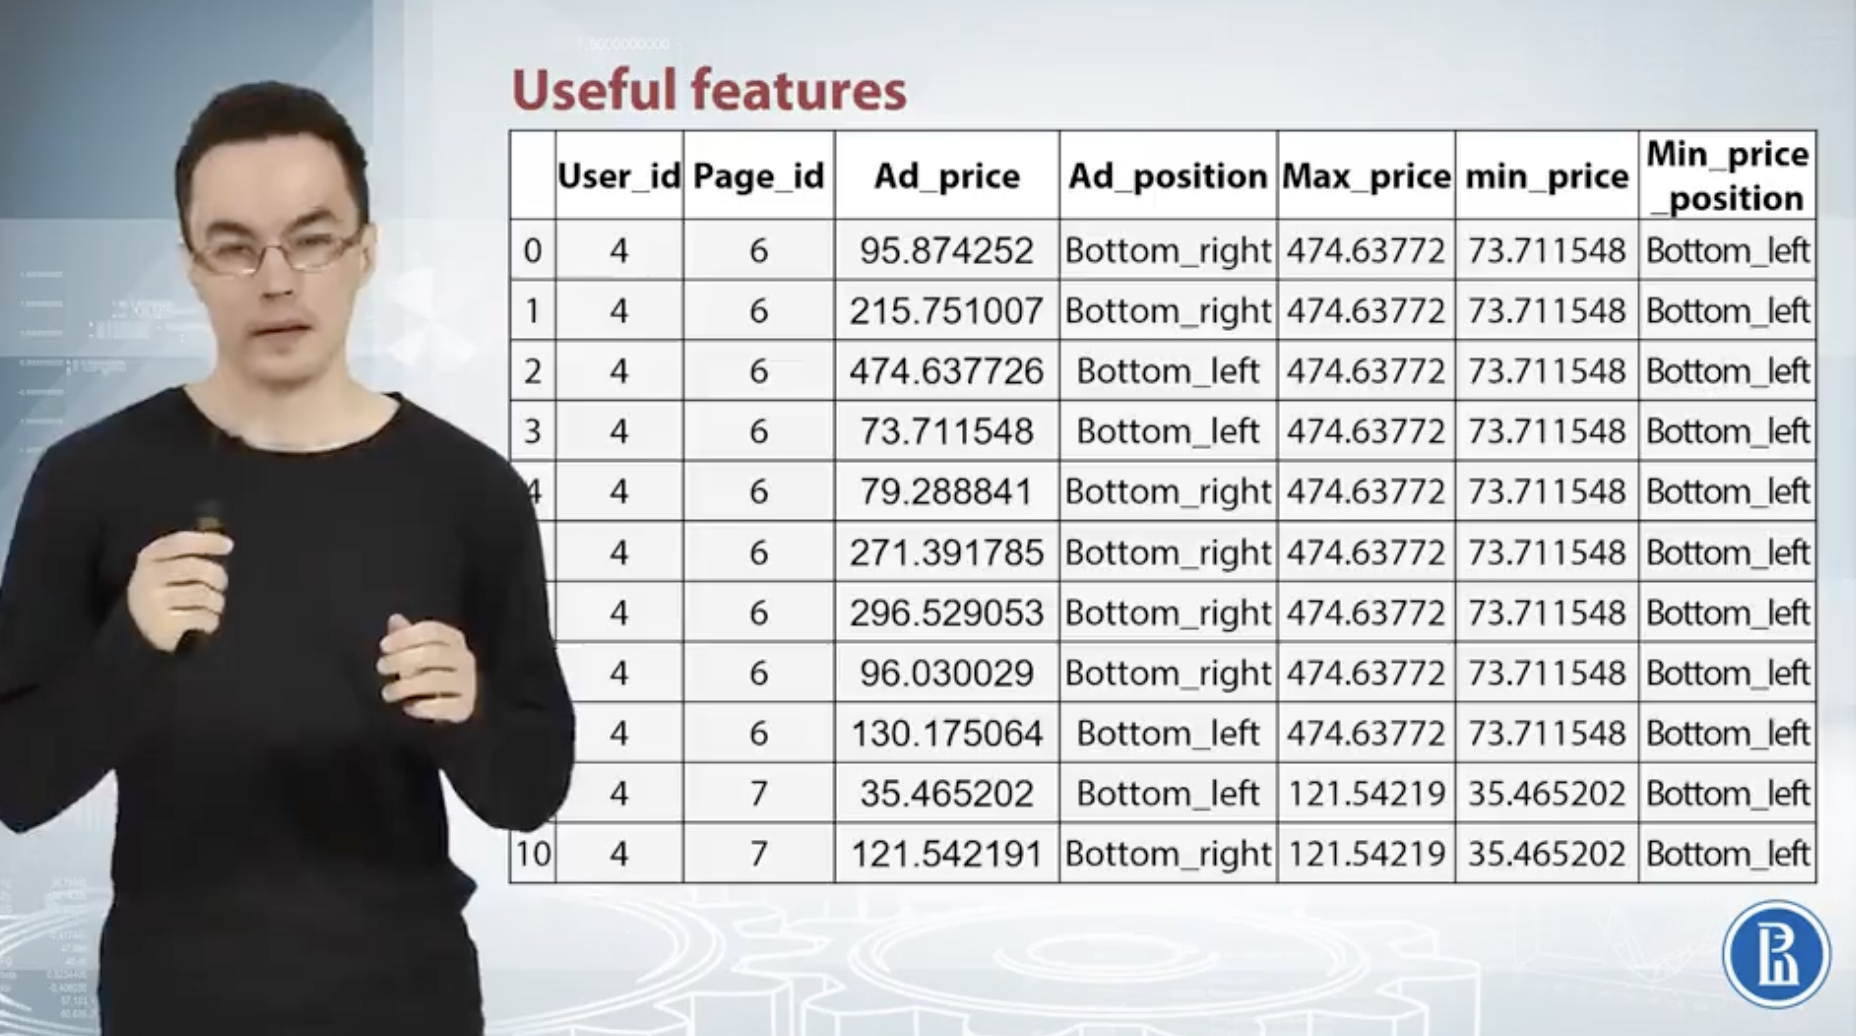 1.5000000000
Useful features
User_id Page_id Ad_price Ad_position Max_price min_price Min_price
_position
0 4 6 95.874252 Bottom_right 474.63772 73.711548 Bottom_left
1 4 6 215.751007 Bottom_right 474.63772 73.711548 Bottom_left
2 4 6 474.637726 Bottom_left 474.63772 73.711548 Bottom_left
3 4 6 73.711548 Bottom_left 474.63772 73.711548 Bottom_left
4 4 6 79.288841 Bottom_right 474.63772 73.711548 Bottom_left
4 6 271.391785 Bottom_right 474.63772 73.711548 Bottom_left
4 6 296.529053 Bottom_right 474.63772 73.711548 Bottom_left
4 6 96.030029 Bottom_right 474.63772 73.711548 Bottom_left
4 6 130.175064 Bottom_left 474.63772 73.711548 Bottom_left
4 7 35.465202 Bottom_left 121.54219 35.465202 Bottom_left
10 4 7 121.542191 Bottom_right 121.54219 35.465202 Bottom_left